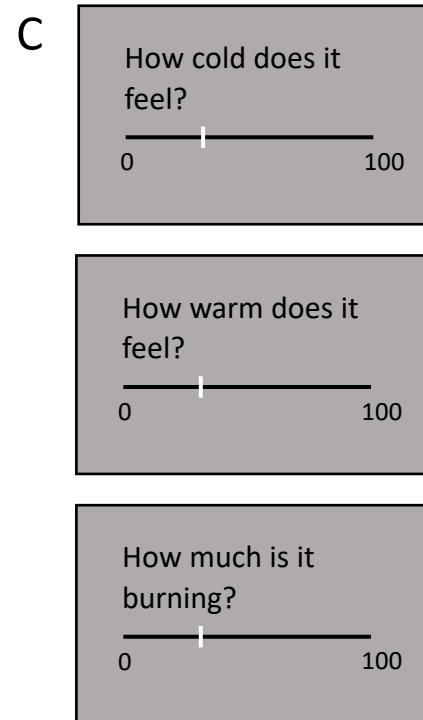 C
How cold does it
feel?
0 100
How warm does it
feel?
0 100
How much is it
burning?
0 100